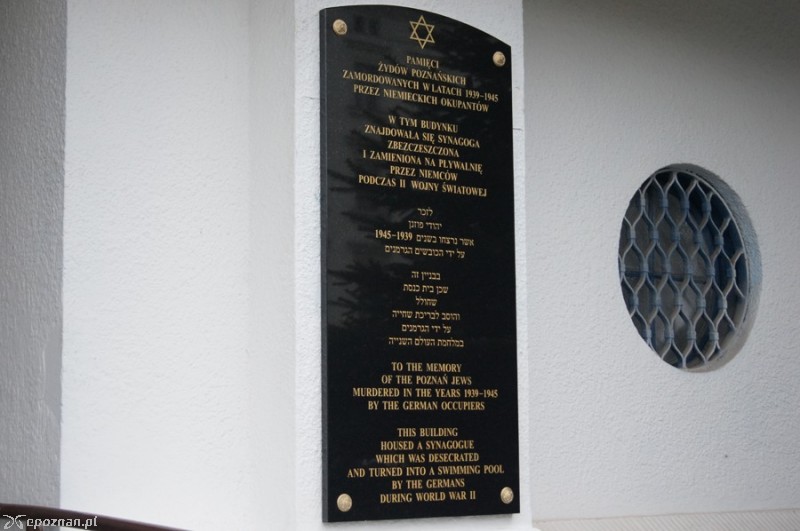 PAMIĘCI
ŻYDÓW POZNAŃSKICH
ZAMORDOWANYCH W LATACH 1939–1945
PRZEZ NIEMIECKICH OKUPANTÓW
W TYM BUDYNKU
ZNAJDOWAŁA SIĘ SYNAGOGA
ZBEZCZESZCZONA
I ZAMIENIONA NA PŁYWALNIĘ
PRZEZ NIEMCÓW
PODCZAS II WOJNY ŚWIATOWEJ
לזכר
יהודי פוזנן
אשר נרצחו בשנים 1939–1945
על ידי הכובשים הגרמנים
בבניין זה
שכן בית כנסת
שחולל
והוסב לבריכת שחייה
על ידי הגרמנים
במלחמת העולם השנייה
TO THE MEMORY
OF THE POZNAŃ JEWS
MURDERED IN THE YEARS 1939–1945
BY THE GERMAN OCCUPIERS
THIS BUILDING
HOUSED A SYNAGOGUE
WHICH WAS DESECRATED
AND TURNED INTO A SWIMMING POOL
BY THE GERMANS
DURING WORLD WAR II
epoznan.pl